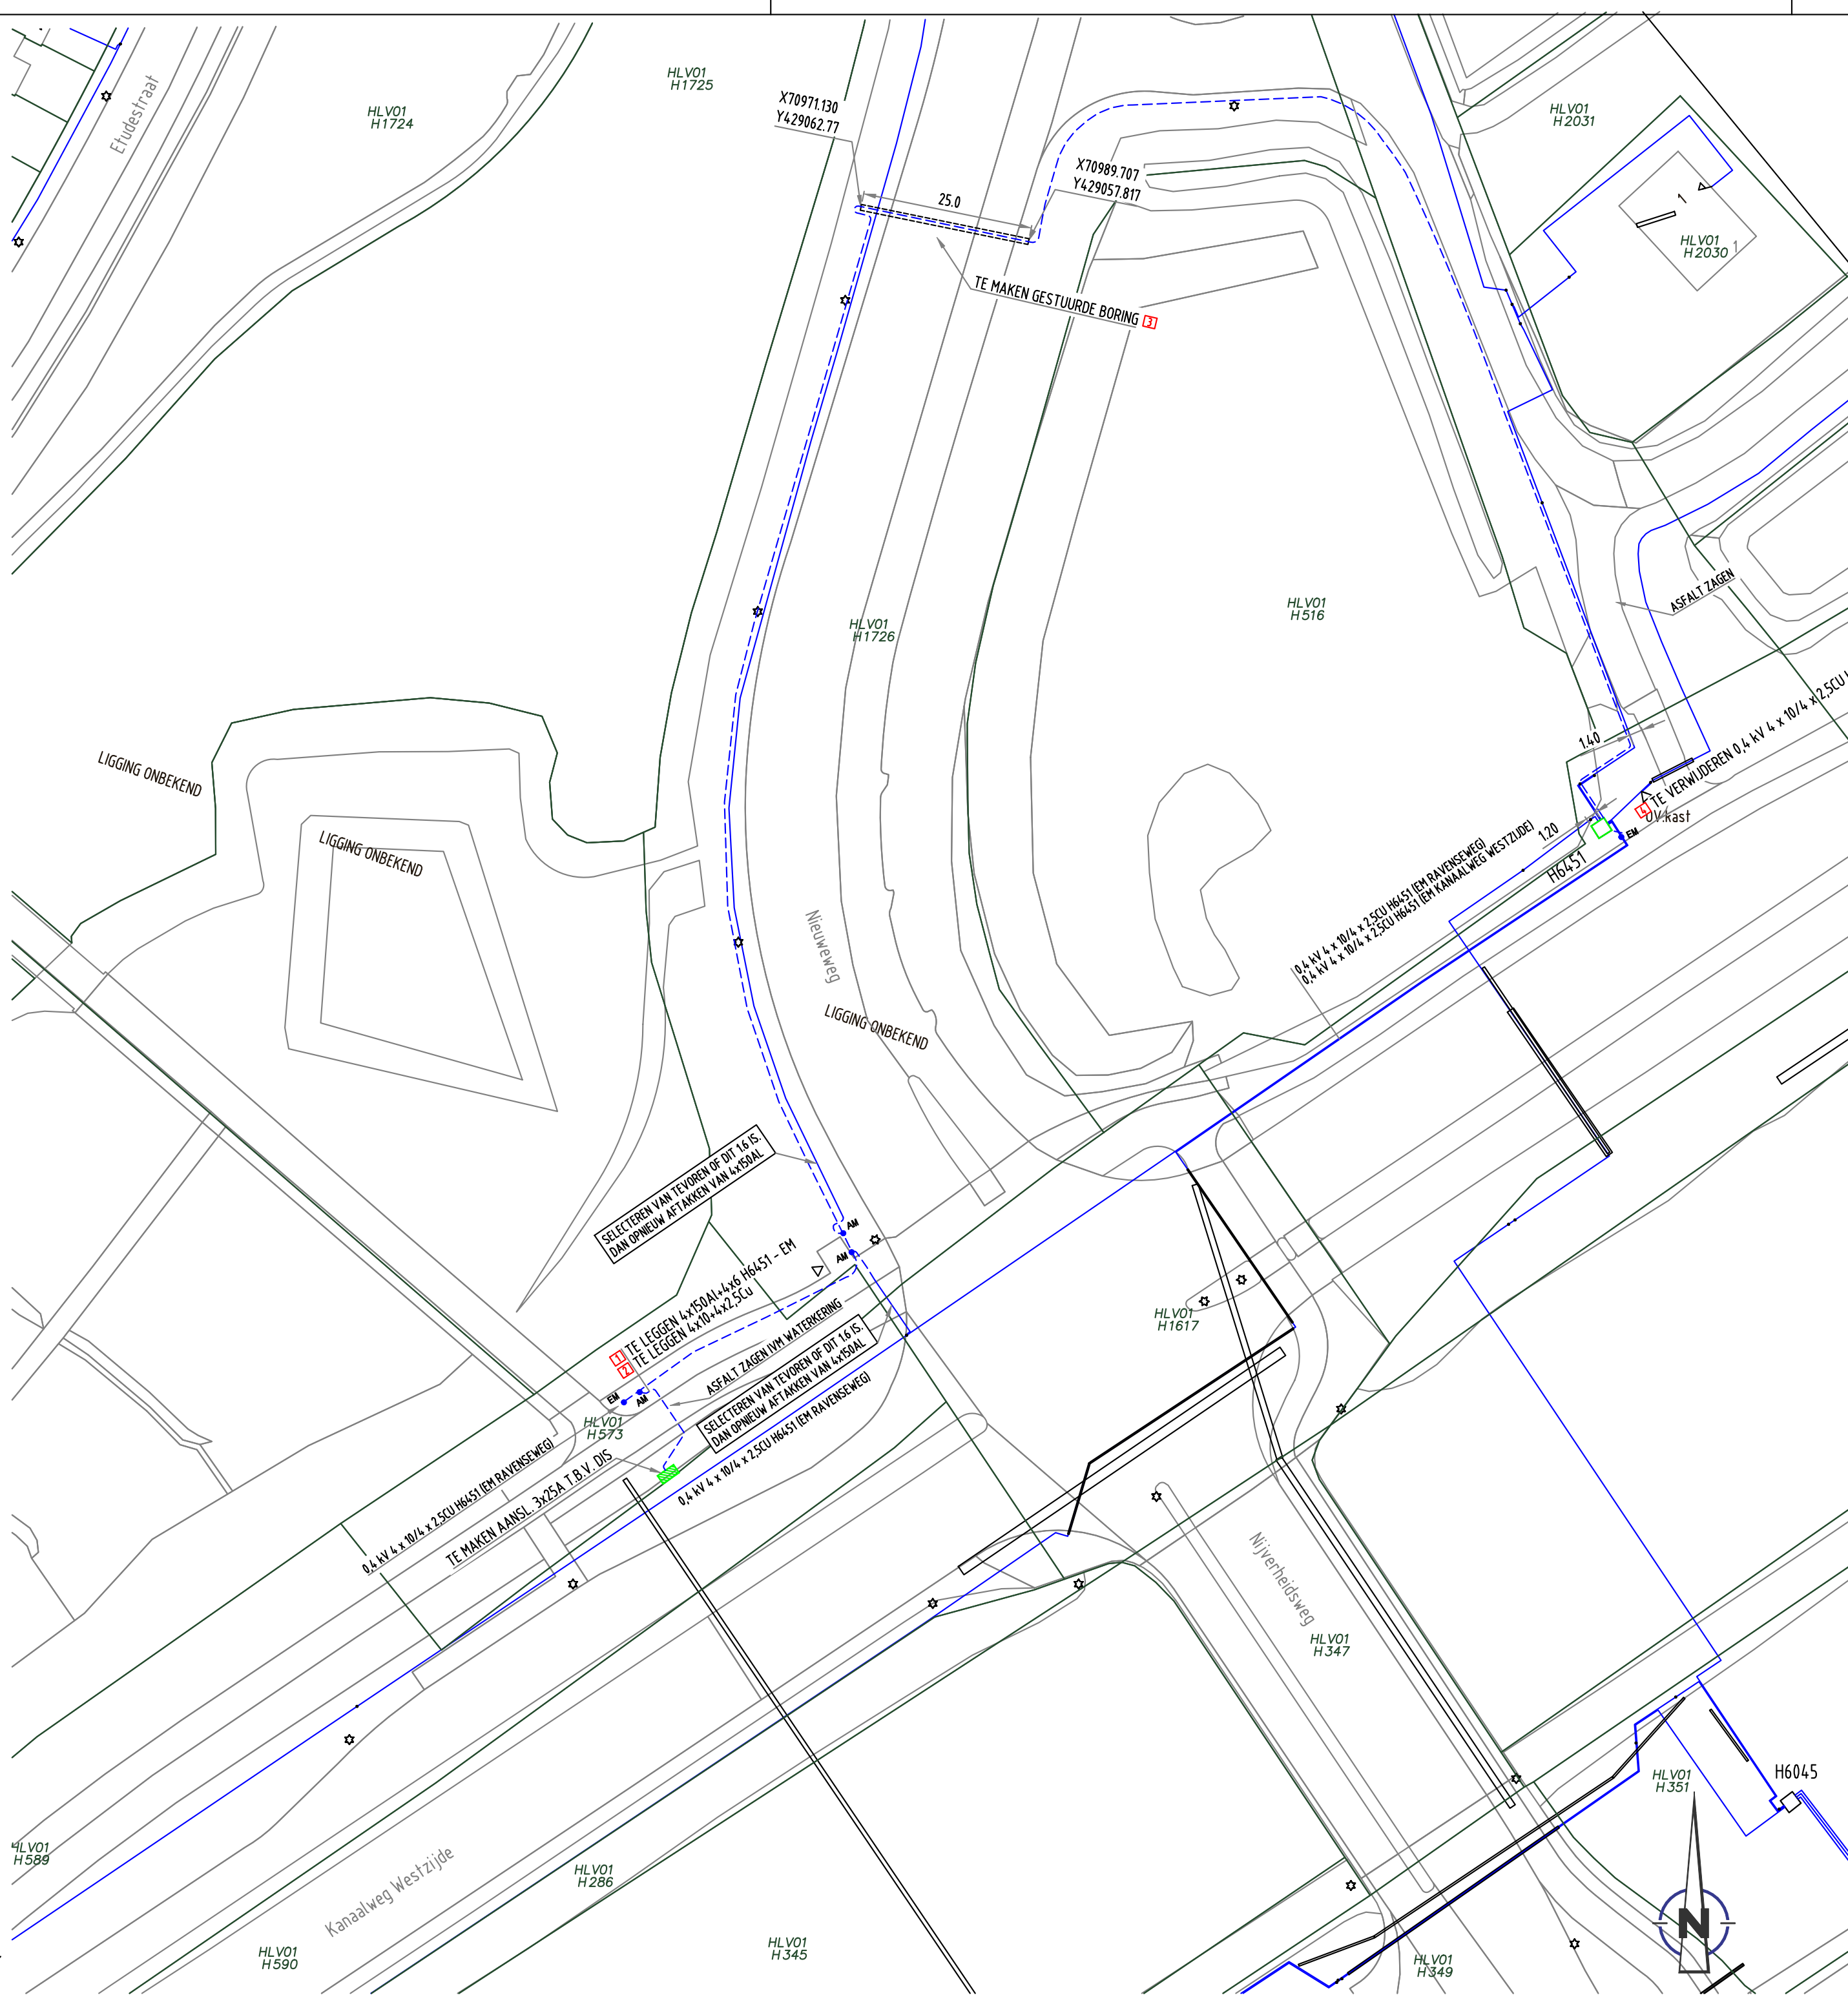 Etudestraat
HLV01
H1724
HLV01
H1725
X70971.130
Y429062.77
25.0
X70989.707
Y429057.817
TE MAKEN GESTUURDE BORING 3
HLV01
H2031
1
HLV01
H2030
1
ASFALT ZAGEN
HLV01
H516
HLV01
H1726
LIGGING ONBEKEND
LIGGING ONBEKEND
Nieuweweg
LIGGING ONBEKEND
1.40
4 TE VERWIJDEREN 0,4 kV 4 x 10/4 x 2,5CU
OV.kast
EM
1.20
H6451
0,4 kV 4 x 10/4 x 2,5CU H6451 (EM RAVENSEWEG)
0,4 kV 4 x 10/4 x 2,5CU H6451 (EM KANAALWEG WESTZIJDE)
SELECTEREN VAN TEVOREN OF DIT 1.6 IS.
DAN OPNIEUW AFTAKKEN VAN 4x150AL
AM
AM
1 TE LEGGEN 4x150Al+4x6 H6451 - EM
2 TE LEGGEN 4x10+4x2,5Cu
ASFALT ZAGEN IVM WATERKERING
EM
AM
SELECTEREN VAN TEVOREN OF DIT 1.6 IS.
DAN OPNIEUW AFTAKKEN VAN 4x150AL
HLV01
H573
0,4 kV 4 x 10/4 x 2,5CU H6451 (EM RAVENSEWEG)
TE MAKEN AANSL. 3x25A T.B.V. DIS
0,4 kV 4 x 10/4 x 2,5CU H6451 (EM RAVENSEWEG)
HLV01
H1617
Nijverheidsweg
HLV01
H347
HLV01
H351
H6045
HLV01
H589
Kanaalweg Westzijde
HLV01
H286
HLV01
H590
HLV01
H345
HLV01
H349
N